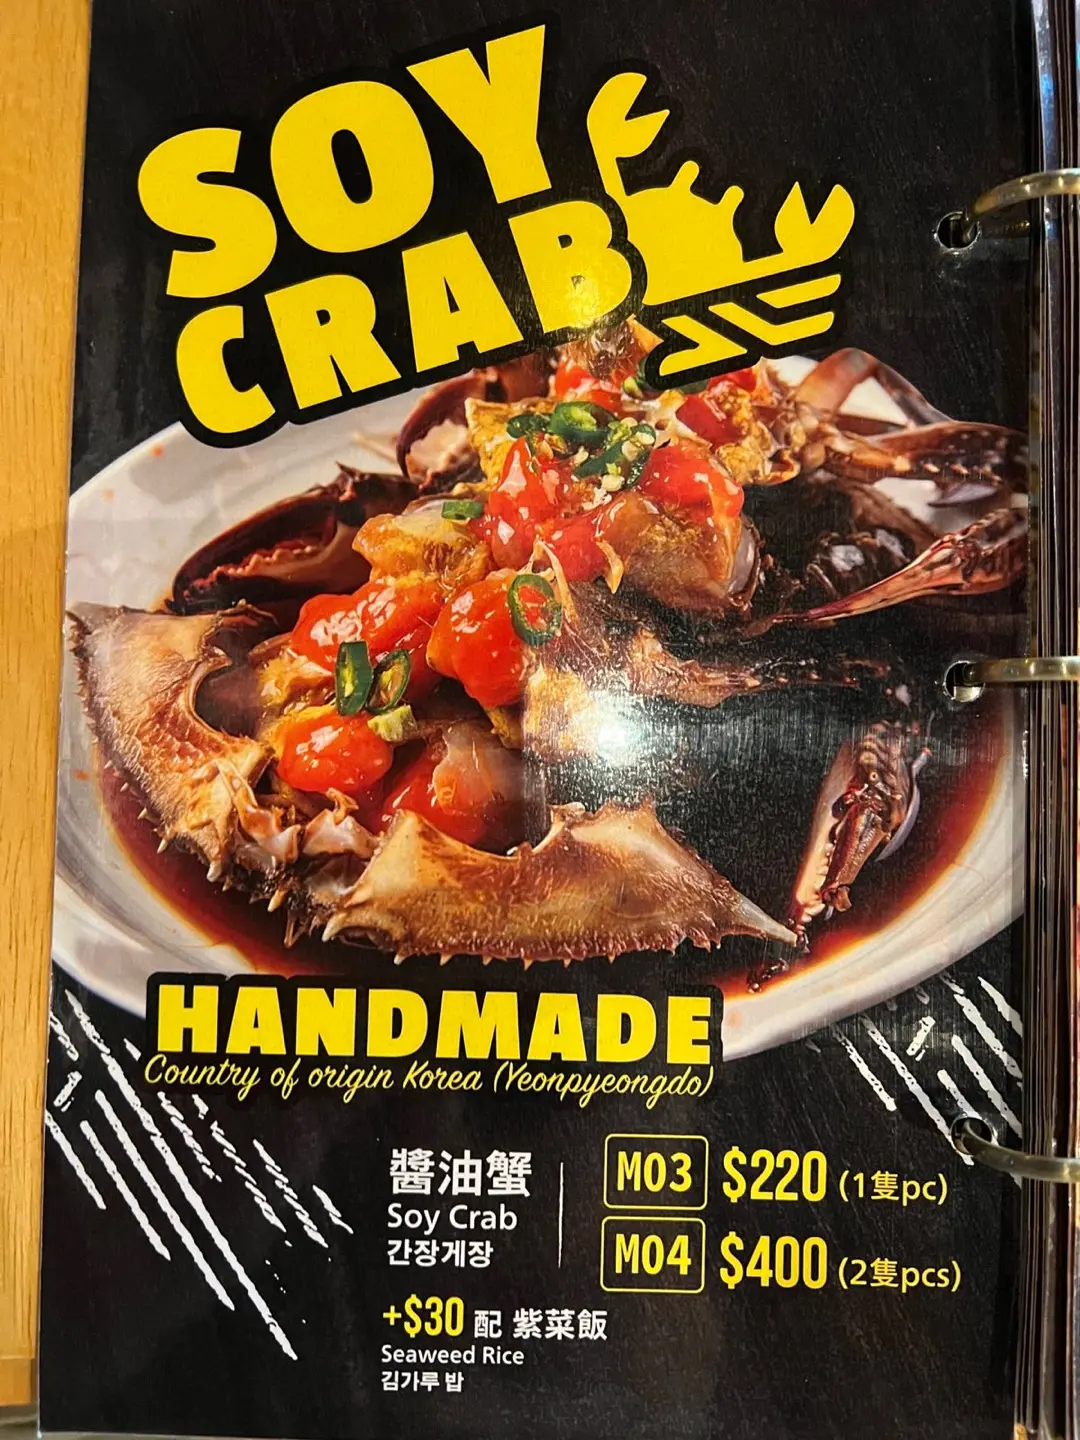 SOY
CRAB
HANDMADE
Country of origin Korea (Yeonpyeongdo)
醬油蟹
Soy Crab
간장게장
M03 $220 (1隻pc)
M04 $400 (2隻pcs)
+$30 配 紫菜飯
Seaweed Rice
김가루 밥